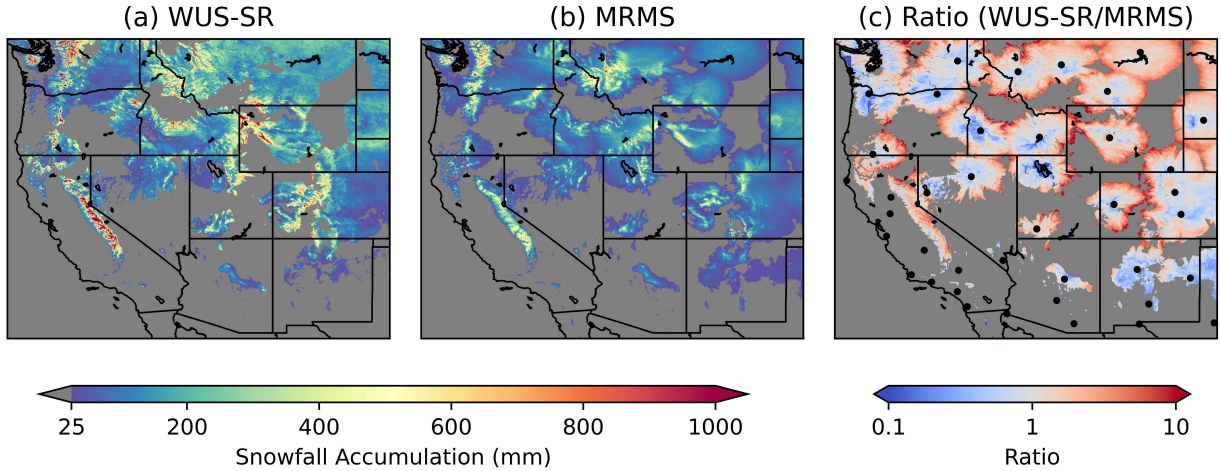 (a) WUS-SR
(b) MRMS
(c) Ratio (WUS-SR/MRMS)
25 200 400 600 800 1000
Snowfall Accumulation (mm)
0.1 1 10
Ratio